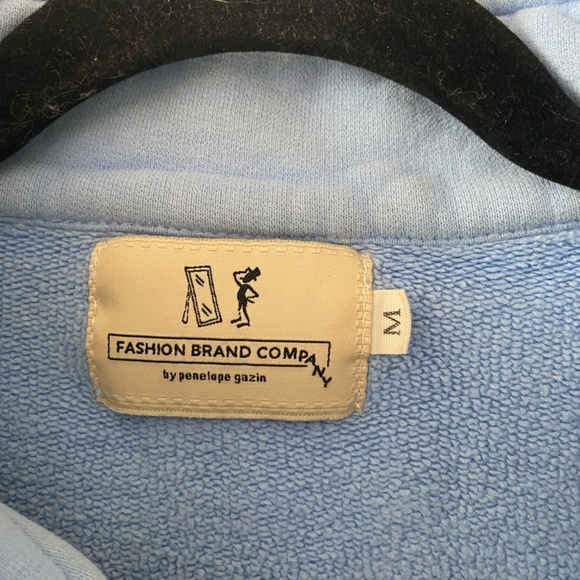 FASHION BRAND COMPANY
by penelope gazin
M